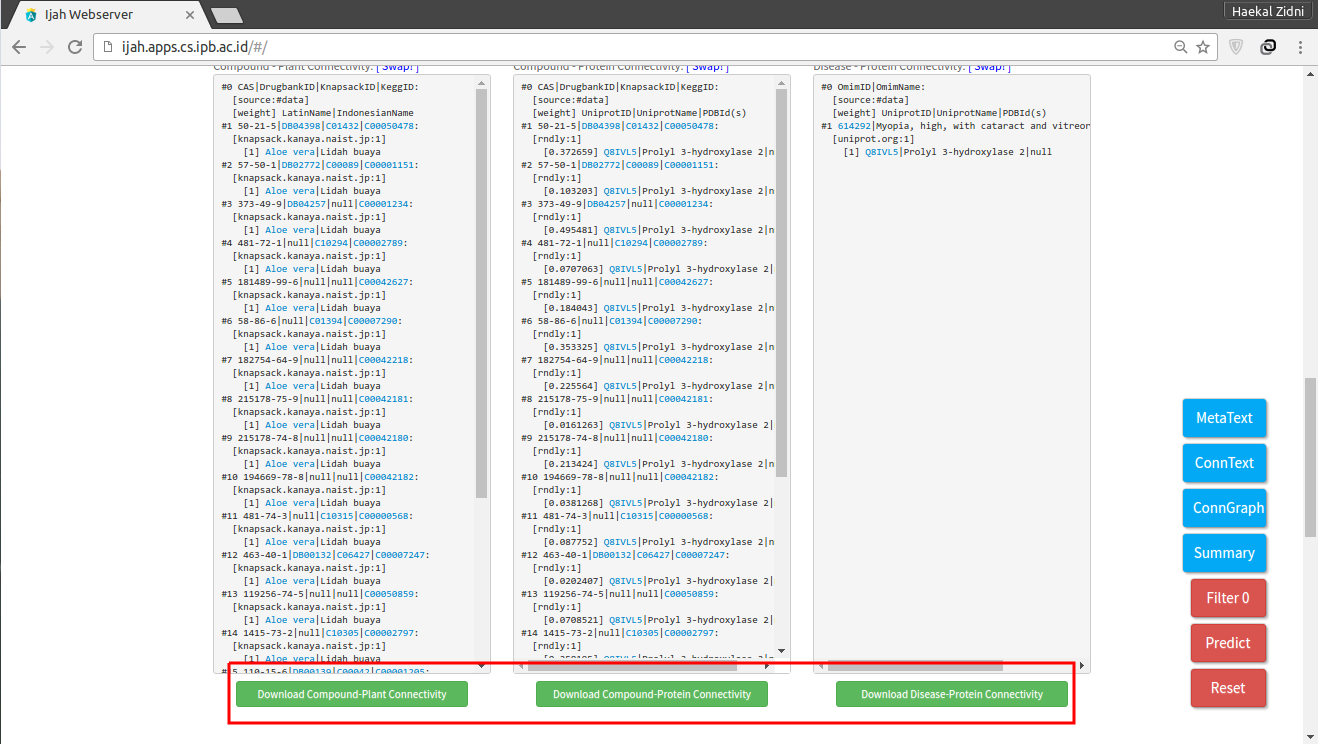 Ijah Webserver
Haekal Zidni
ijah.apps.cs.ipb.ac.id/#/
Compound - Plant Connectivity: [ Swap! ]
#0 CAS|DrugbankID|KnapsackID|KeggID:
[source:#data]
[weight] LatinName|IndonesianName
#1 50-21-5|DB04398|C01432|C00050478:
[knapsack.kanaya.naist.jp:1]
[1] Aloe vera|Lidah buaya
#2 57-50-1|DB02772|C00089|C00001151:
[knapsack.kanaya.naist.jp:1]
[1] Aloe vera|Lidah buaya
#3 373-49-9|DB04257|null|C00001234:
[knapsack.kanaya.naist.jp:1]
[1] Aloe vera|Lidah buaya
#4 481-72-1|null|C10294|C00002789:
[knapsack.kanaya.naist.jp:1]
[1] Aloe vera|Lidah buaya
#5 181489-99-6|null|null|C00042627:
[knapsack.kanaya.naist.jp:1]
[1] Aloe vera|Lidah buaya
#6 58-86-6|null|C01394|C00007290:
[knapsack.kanaya.naist.jp:1]
[1] Aloe vera|Lidah buaya
#7 182754-64-9|null|null|C00042218:
[knapsack.kanaya.naist.jp:1]
[1] Aloe vera|Lidah buaya
#8 215178-75-9|null|null|C00042181:
[knapsack.kanaya.naist.jp:1]
[1] Aloe vera|Lidah buaya
#9 215178-74-8|null|null|C00042180:
[knapsack.kanaya.naist.jp:1]
[1] Aloe vera|Lidah buaya
#10 194669-78-8|null|null|C00042182:
[knapsack.kanaya.naist.jp:1]
[1] Aloe vera|Lidah buaya
#11 481-74-3|null|C10315|C00000568:
[knapsack.kanaya.naist.jp:1]
[1] Aloe vera|Lidah buaya
#12 463-40-1|DB00132|C06427|C00007247:
[knapsack.kanaya.naist.jp:1]
[1] Aloe vera|Lidah buaya
#13 119256-74-5|null|null|C00050859:
[knapsack.kanaya.naist.jp:1]
[1] Aloe vera|Lidah buaya
#14 1415-73-2|null|C10305|C00002797:
[knapsack.kanaya.naist.jp:1]
[1] Aloe vera|Lidah buaya
#15 110-15-6|DB00139|C00042|C00001205:
Download Compound-Plant Connectivity
Compound - Protein Connectivity: [ Swap! ]
#0 CAS|DrugbankID|KnapsackID|KeggID:
[source:#data]
[weight] UniprotID|UniprotName|PDBId(s)
#1 50-21-5|DB04398|C01432|C00050478:
[rndly:1]
[0.372659] Q8IVL5|Prolyl 3-hydroxylase 2|n
#2 57-50-1|DB02772|C00089|C00001151:
[rndly:1]
[0.103203] Q8IVL5|Prolyl 3-hydroxylase 2|n
#3 373-49-9|DB04257|null|C00001234:
[rndly:1]
[0.495481] Q8IVL5|Prolyl 3-hydroxylase 2|n
#4 481-72-1|null|C10294|C00002789:
[rndly:1]
[0.0707063] Q8IVL5|Prolyl 3-hydroxylase 2|
#5 181489-99-6|null|null|C00042627:
[rndly:1]
[0.184043] Q8IVL5|Prolyl 3-hydroxylase 2|n
#6 58-86-6|null|C01394|C00007290:
[rndly:1]
[0.353325] Q8IVL5|Prolyl 3-hydroxylase 2|n
#7 182754-64-9|null|null|C00042218:
[rndly:1]
[0.225564] Q8IVL5|Prolyl 3-hydroxylase 2|n
#8 215178-75-9|null|null|C00042181:
[rndly:1]
[0.0161263] Q8IVL5|Prolyl 3-hydroxylase 2|
#9 215178-74-8|null|null|C00042180:
[rndly:1]
[0.213424] Q8IVL5|Prolyl 3-hydroxylase 2|n
#10 194669-78-8|null|null|C00042182:
[rndly:1]
[0.0381268] Q8IVL5|Prolyl 3-hydroxylase 2|
#11 481-74-3|null|C10315|C00000568:
[rndly:1]
[0.087752] Q8IVL5|Prolyl 3-hydroxylase 2|n
#12 463-40-1|DB00132|C06427|C00007247:
[rndly:1]
[0.0202407] Q8IVL5|Prolyl 3-hydroxylase 2|
#13 119256-74-5|null|null|C00050859:
[rndly:1]
[0.0708521] Q8IVL5|Prolyl 3-hydroxylase 2|
#14 1415-73-2|null|C10305|C00002797:
[rndly:1]
Q8IVL5|Prolyl 3-hydroxylase 2|n
Download Compound-Protein Connectivity
Disease - Protein Connectivity: [ Swap! ]
#0 OmimID|OmimName:
[source:#data]
[weight] UniprotID|UniprotName|PDBId(s)
#1 614292|Myopia, high, with cataract and vitreor
[uniprot.org:1]
[1] Q8IVL5|Prolyl 3-hydroxylase 2|null
Download Disease-Protein Connectivity
MetaText
ConnText
ConnGraph
Summary
Filter 0
Predict
Reset